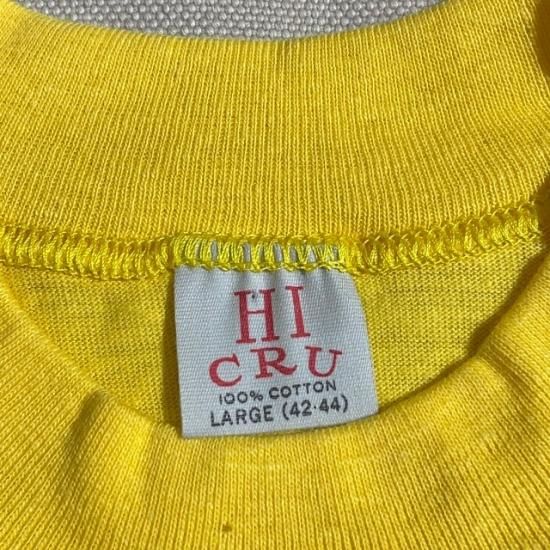 HI
CRU
100% COTTON
LARGE (42-44)